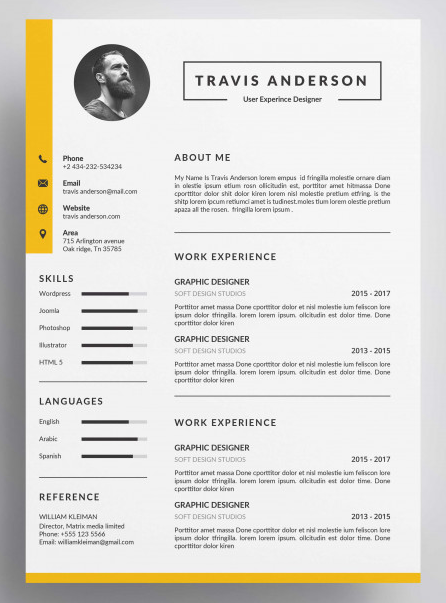 TRAVIS ANDERSON
User Experince Designer
Phone
+2 434-232-534234
Email
travis anderson@mail.com
Website
travis anderson.com
Area
715 Arlington avenue
Oak ridge, Tn 35785
SKILLS
Wordpress
Joomla
Photoshop
Illustrator
HTML 5
LANGUAGES
English
Arabic
Spanish
REFERENCE
WILLIAM KLEIMAN
Director, Matrix media limited
Phone: +555 123 5566
Email: williamkleiman@gmail.com
ABOUT ME
My Name Is Travis Anderson lorem empus id fringilla molestie ornare diam
in olestie ipsum etium rosn ollicitudin est, porttitor amet hitmassa Done
cporttitor dolor shit dolor kiren lorem nisl molestie pretium etfring. is the
shitp lorem ipcum retiumci amet is tudinest.moles tium lorem olestie pretium
apaza all the rosen. fringilla lorem ipsum .
WORK EXPERIENCE
GRAPHIC DESIGNER
SOFT DESIGN STUDIOS 2015 - 2017
Porttitor amet massa Done cporttitor dolor et nisl molestie ium feliscon lore
ipsum dolor tfringilla. lorem lorem ipsum. ollcitudin est dolor time. Done
cporttitor dolor kiren
GRAPHIC DESIGNER
SOFT DESIGN STUDIOS 2013 - 2015
Porttitor amet massa Done cporttitor dolor et nisl molestie ium feliscon lore
ipsum dolor tfringilla. lorem lorem ipsum. ollcitudin est dolor time. Done
cporttitor dolor kiren
WORK EXPERIENCE
GRAPHIC DESIGNER
SOFT DESIGN STUDIOS 2015 - 2017
Porttitor amet massa Done cporttitor dolor et nisl molestie ium feliscon lore
ipsum dolor tfringilla. lorem lorem ipsum. ollcitudin est dolor time. Done
cporttitor dolor kiren
GRAPHIC DESIGNER
SOFT DESIGN STUDIOS 2013 - 2015
Porttitor amet massa Done cporttitor dolor et nisl molestie ium feliscon lore
ipsum dolor tfringilla. lorem lorem ipsum. ollcitudin est dolor time. Done
cporttitor dolor kiren